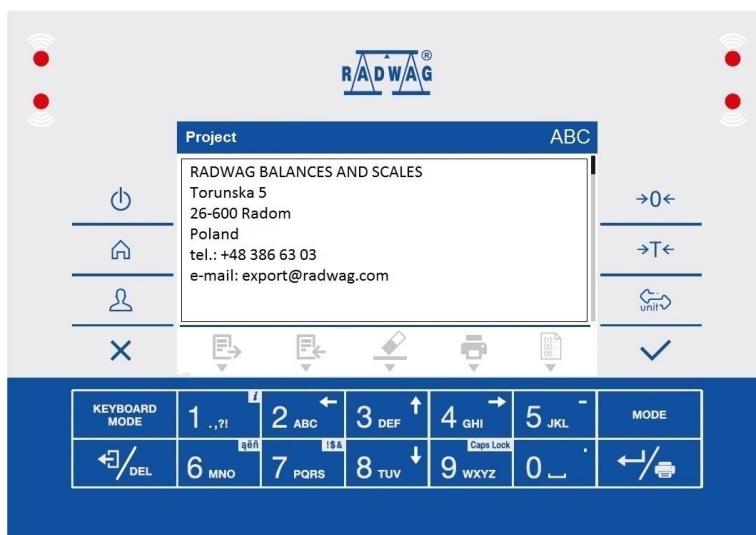 RADWAG®
Project ABC
RADWAG BALANCES AND SCALES
Torunska 5
26-600 Radom
Poland
tel.: +48 386 63 03
e-mail: export@radwag.com
→0←
→T←
unit
KEYBOARD MODE
1 .,?! i
2 ABC ←
3 DEF ↑
4 GHI →
5 JKL -
MODE
DEL
6 MNO ąëñ
7 PQRS !$&
8 TUV ↓
9 WXYZ Caps Lock
0 ⎵ .